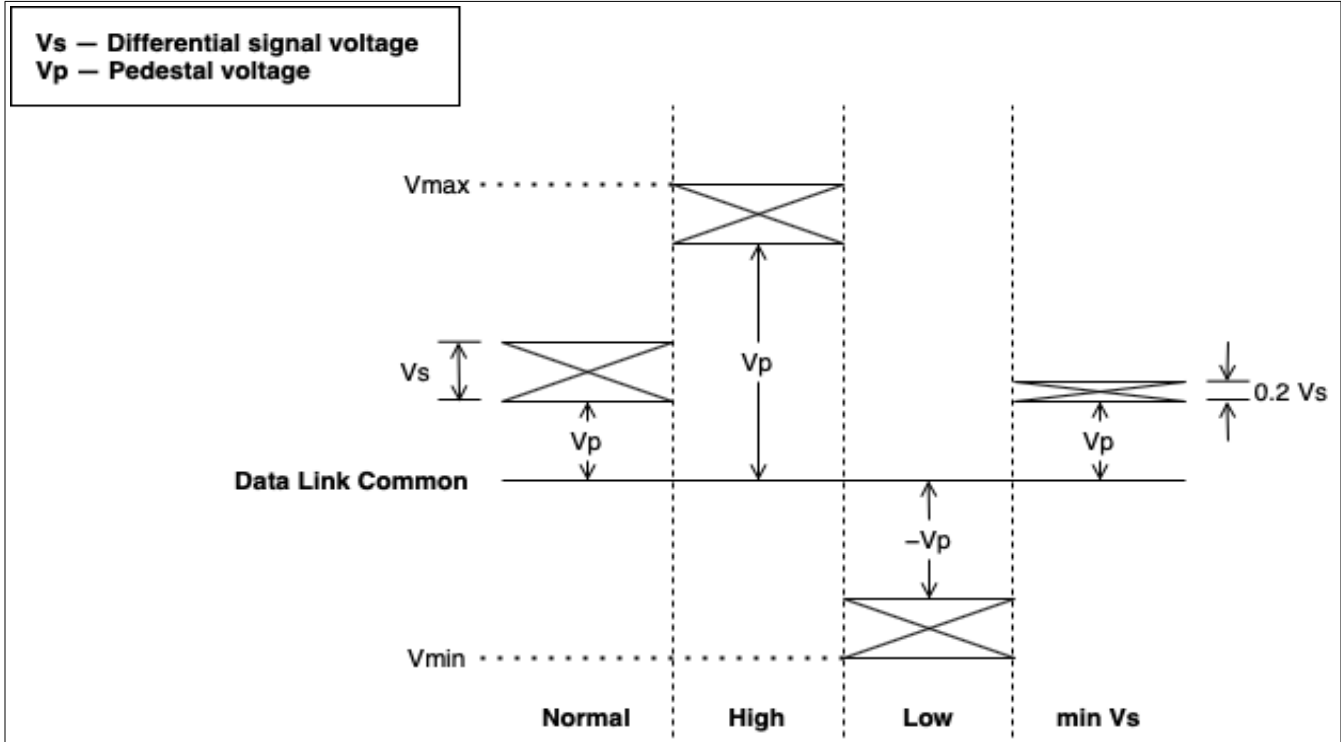 Vs — Differential signal voltage
Vp — Pedestal voltage
Vmax
Vs
Vp
Vp
Vp
0.2 Vs
Data Link Common
–Vp
Vmin
Normal
High
Low
min Vs